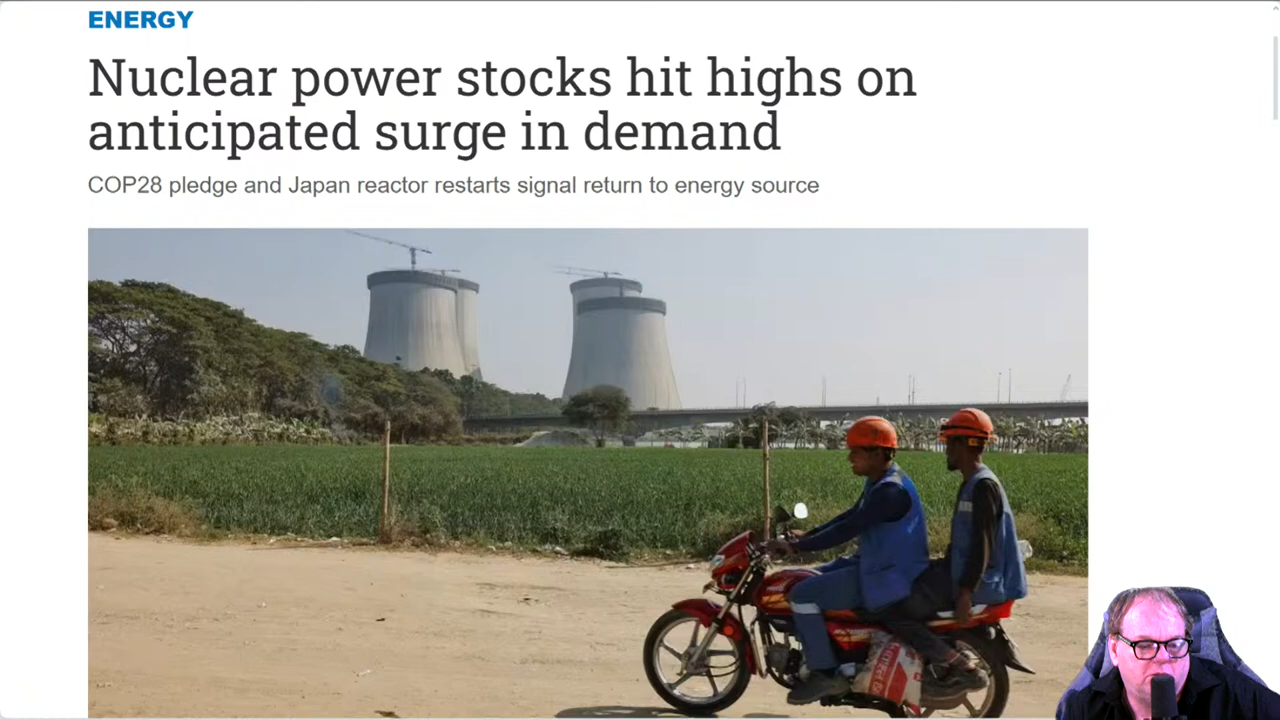 ENERGY
Nuclear power stocks hit highs on
anticipated surge in demand
COP28 pledge and Japan reactor restarts signal return to energy source